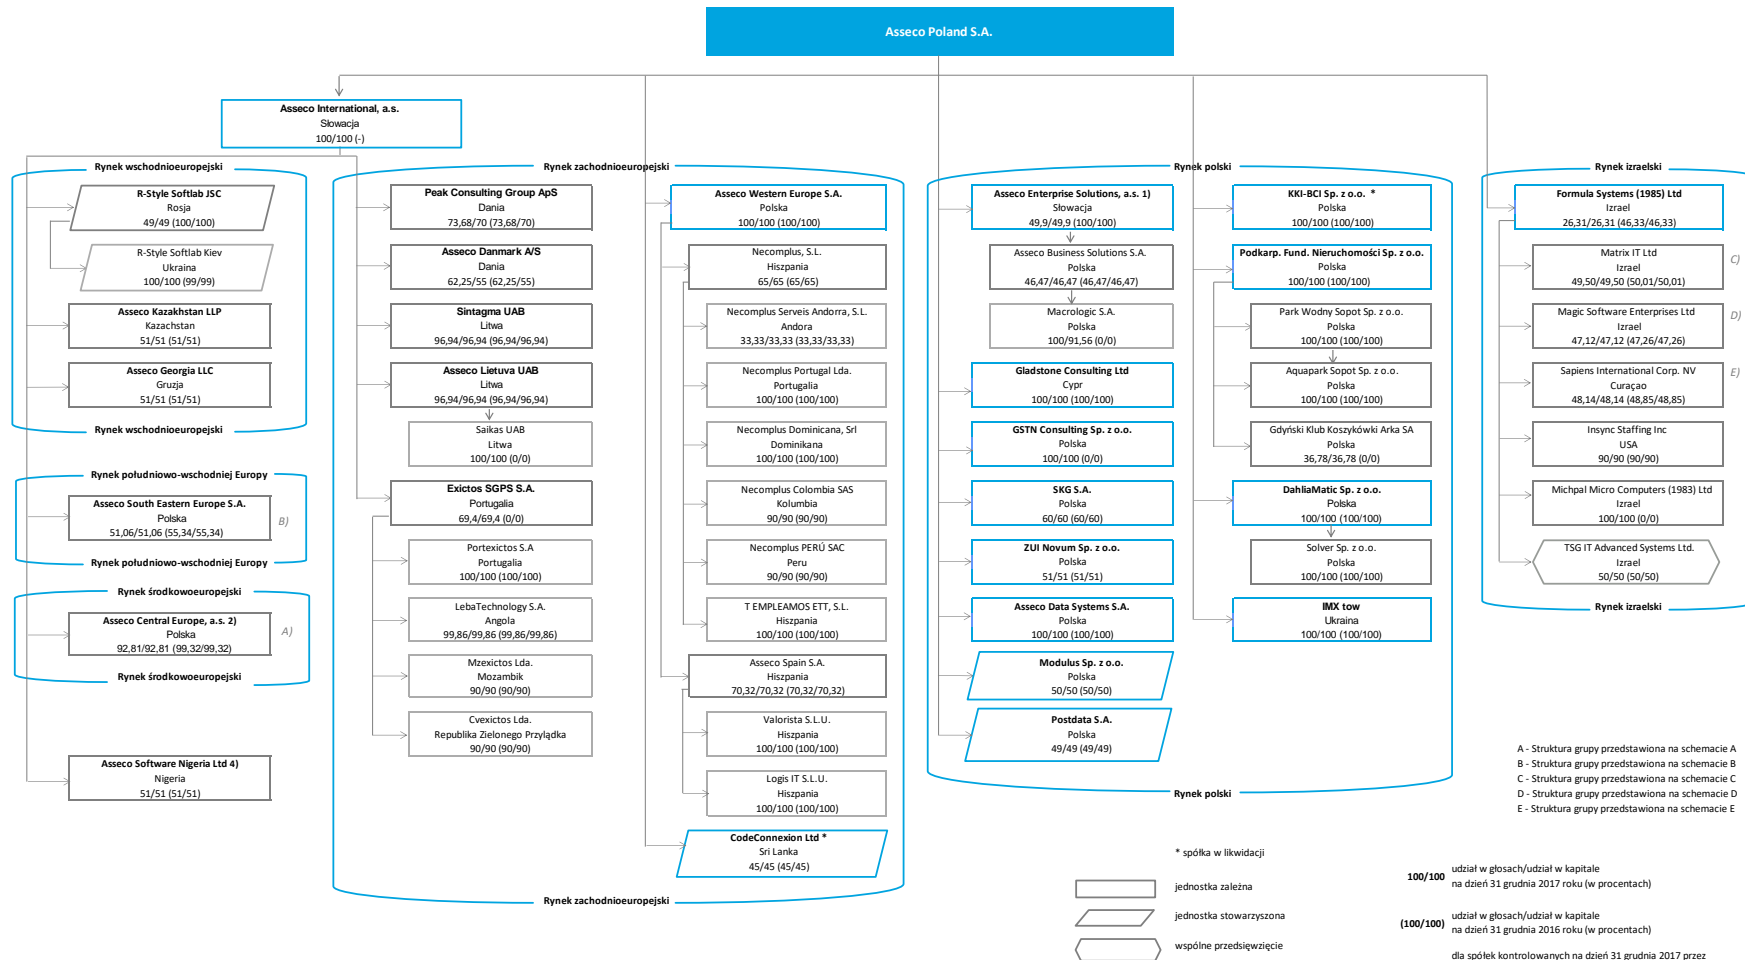 Asseco Poland S.A.
Asseco International, a.s.
Słowacja
100/100 (-)
Rynek wschodnioeuropejski
R-Style Softlab JSC
Rosja
49/49 (100/100)
R-Style Softlab Kiev
Ukraina
100/100 (99/99)
Asseco Kazakhstan LLP
Kazachstan
51/51 (51/51)
Asseco Georgia LLC
Gruzja
51/51 (51/51)
Rynek wschodnioeuropejski
Rynek południowo-wschodniej Europy
Asseco South Eastern Europe S.A.
Polska
51,06/51,06 (55,34/55,34)
B)
Rynek południowo-wschodniej Europy
Rynek środkowoeuropejski
Asseco Central Europe, a.s. 2)
Polska
92,81/92,81 (99,32/99,32)
A)
Rynek środkowoeuropejski
Asseco Software Nigeria Ltd 4)
Nigeria
51/51 (51/51)
Rynek zachodnioeuropejski
Peak Consulting Group ApS
Dania
73,68/70 (73,68/70)
Asseco Danmark A/S
Dania
62,25/55 (62,25/55)
Sintagma UAB
Litwa
96,94/96,94 (96,94/96,94)
Asseco Lietuva UAB
Litwa
96,94/96,94 (96,94/96,94)
Saikas UAB
Litwa
100/100 (0/0)
Exictos SGPS S.A.
Portugalia
69,4/69,4 (0/0)
Portexictos S.A
Portugalia
100/100 (100/100)
LebaTechnology S.A.
Angola
99,86/99,86 (99,86/99,86)
Mzexictos Lda.
Mozambik
90/90 (90/90)
Cvexictos Lda.
Republika Zielonego Przylądka
90/90 (90/90)
Asseco Western Europe S.A.
Polska
100/100 (100/100)
Necomplus, S.L.
Hiszpania
65/65 (65/65)
Necomplus Serveis Andorra, S.L.
Andora
33,33/33,33 (33,33/33,33)
Necomplus Portugal Lda.
Portugalia
100/100 (100/100)
Necomplus Dominicana, Srl
Dominikana
100/100 (100/100)
Necomplus Colombia SAS
Kolumbia
90/90 (90/90)
Necomplus PERÚ SAC
Peru
90/90 (90/90)
T EMPLEAMOS ETT, S.L.
Hiszpania
100/100 (100/100)
Asseco Spain S.A.
Hiszpania
70,32/70,32 (70,32/70,32)
Valorista S.L.U.
Hiszpania
100/100 (100/100)
Logis IT S.L.U.
Hiszpania
100/100 (100/100)
CodeConnexion Ltd *
Sri Lanka
45/45 (45/45)
Rynek zachodnioeuropejski
Rynek polski
Asseco Enterprise Solutions, a.s. 1)
Słowacja
49,9/49,9 (100/100)
Asseco Business Solutions S.A.
Polska
46,47/46,47 (46,47/46,47)
Macrologic S.A.
Polska
100/91,56 (0/0)
Gladstone Consulting Ltd
Cypr
100/100 (100/100)
GSTN Consulting Sp. z o.o.
Polska
100/100 (0/0)
SKG S.A.
Polska
60/60 (60/60)
ZUI Novum Sp. z o.o.
Polska
51/51 (51/51)
Asseco Data Systems S.A.
Polska
100/100 (100/100)
Modulus Sp. z o.o.
Polska
50/50 (50/50)
Postdata S.A.
Polska
49/49 (49/49)
KKI-BCI Sp. z o.o. *
Polska
100/100 (100/100)
Podkarp. Fund. Nieruchomości Sp. z o.o.
Polska
100/100 (100/100)
Park Wodny Sopot Sp. z o.o.
Polska
100/100 (100/100)
Aquapark Sopot Sp. z o.o.
Polska
100/100 (100/100)
Gdyński Klub Koszykówki Arka SA
Polska
36,78/36,78 (0/0)
DahliaMatic Sp. z o.o.
Polska
100/100 (100/100)
Solver Sp. z o.o.
Polska
100/100 (100/100)
IMX tow
Ukraina
100/100 (100/100)
Rynek polski
Rynek izraelski
Formula Systems (1985) Ltd
Izrael
26,31/26,31 (46,33/46,33)
Matrix IT Ltd
Izrael
49,50/49,50 (50,01/50,01)
C)
Magic Software Enterprises Ltd
Izrael
47,12/47,12 (47,26/47,26)
D)
Sapiens International Corp. NV
Curaçao
48,14/48,14 (48,85/48,85)
E)
Insync Staffing Inc
USA
90/90 (90/90)
Michpal Micro Computers (1983) Ltd
Izrael
100/100 (0/0)
TSG IT Advanced Systems Ltd.
Izrael
50/50 (50/50)
Rynek izraelski
A - Struktura grupy przedstawiona na schemacie A
B - Struktura grupy przedstawiona na schemacie B
C - Struktura grupy przedstawiona na schemacie C
D - Struktura grupy przedstawiona na schemacie D
E - Struktura grupy przedstawiona na schemacie E
* spółka w likwidacji
jednostka zależna
jednostka stowarzyszona
wspólne przedsięwzięcie
100/100 udział w głosach/udział w kapitale
na dzień 31 grudnia 2017 roku (w procentach)
(100/100) udział w głosach/udział w kapitale
na dzień 31 grudnia 2016 roku (w procentach)
dla spółek kontrolowanych na dzień 31 grudnia 2017 przez